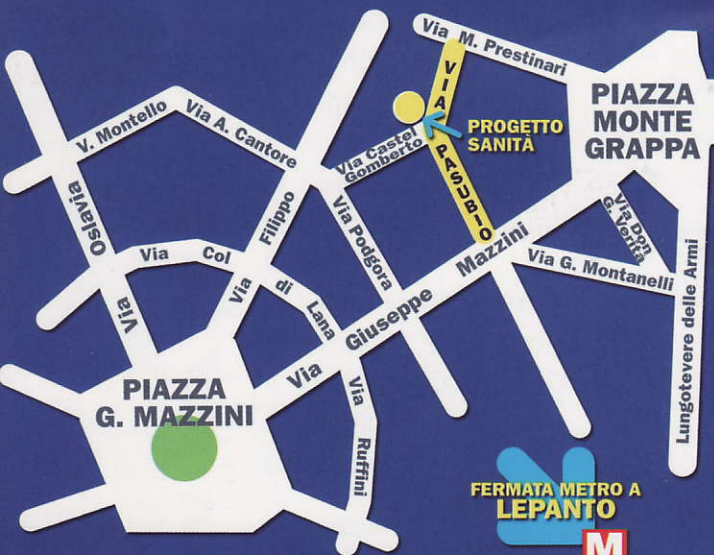 Via M. Prestinari
VIA PASUBIO
PIAZZA
MONTE
GRAPPA
PROGETTO
SANITÀ
V. Montello
Via A. Cantore
Via Castel
Gomberto
Via Oslavia
Via Filippo
Via Podgora
Via Col di Lana
Via Giuseppe Mazzini
Via Don
G. Verità
Via G. Montanelli
Lungotevere delle Armi
PIAZZA
G. MAZZINI
Via Ruffini
FERMATA METRO A
LEPANTO
M